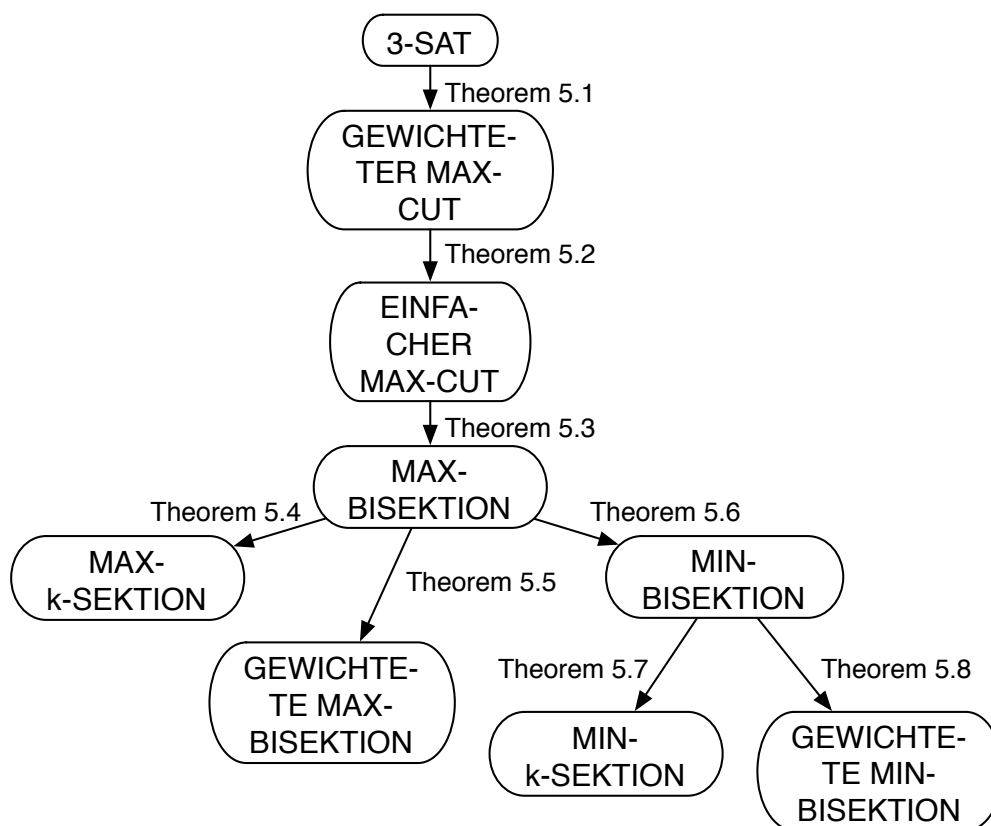 3-SAT
Theorem 5.1
GEWICHTE-
TER MAX-
CUT
Theorem 5.2
EINFA-
CHER
MAX-CUT
Theorem 5.3
MAX-
BISEKTION
Theorem 5.4
Theorem 5.6
MAX-
k-SEKTION
Theorem 5.5
MIN-
BISEKTION
GEWICHTE-
TE MAX-
BISEKTION
Theorem 5.7
Theorem 5.8
MIN-
k-SEKTION
GEWICHTE-
TE MIN-
BISEKTION